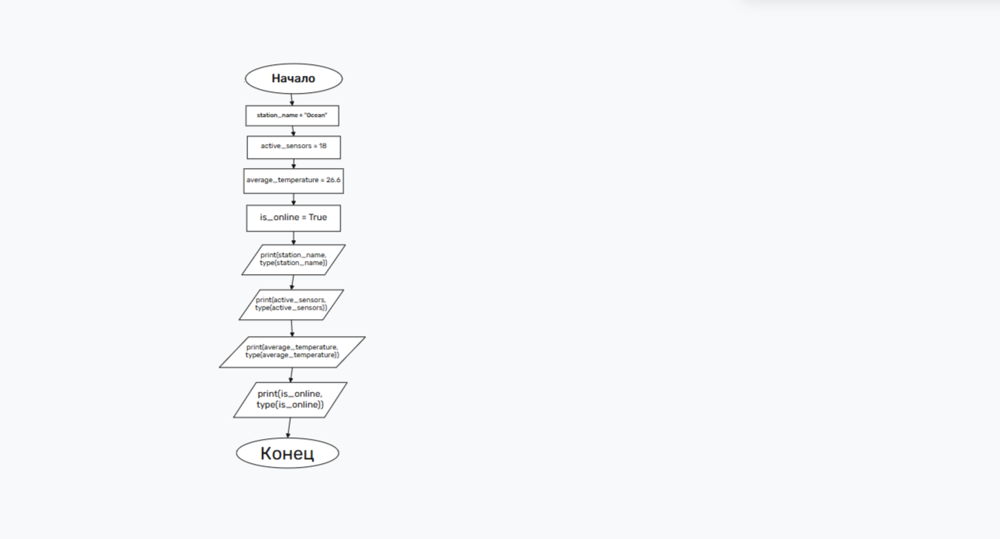 Начало
station_name = "Ocean"
active_sensors = 18
average_temperature = 26.6
is_online = True
print(station_name,
type(station_name))
print(active_sensors,
type(active_sensors))
print(average_temperature,
type(average_temperature))
print(is_online,
type(is_online))
Конец